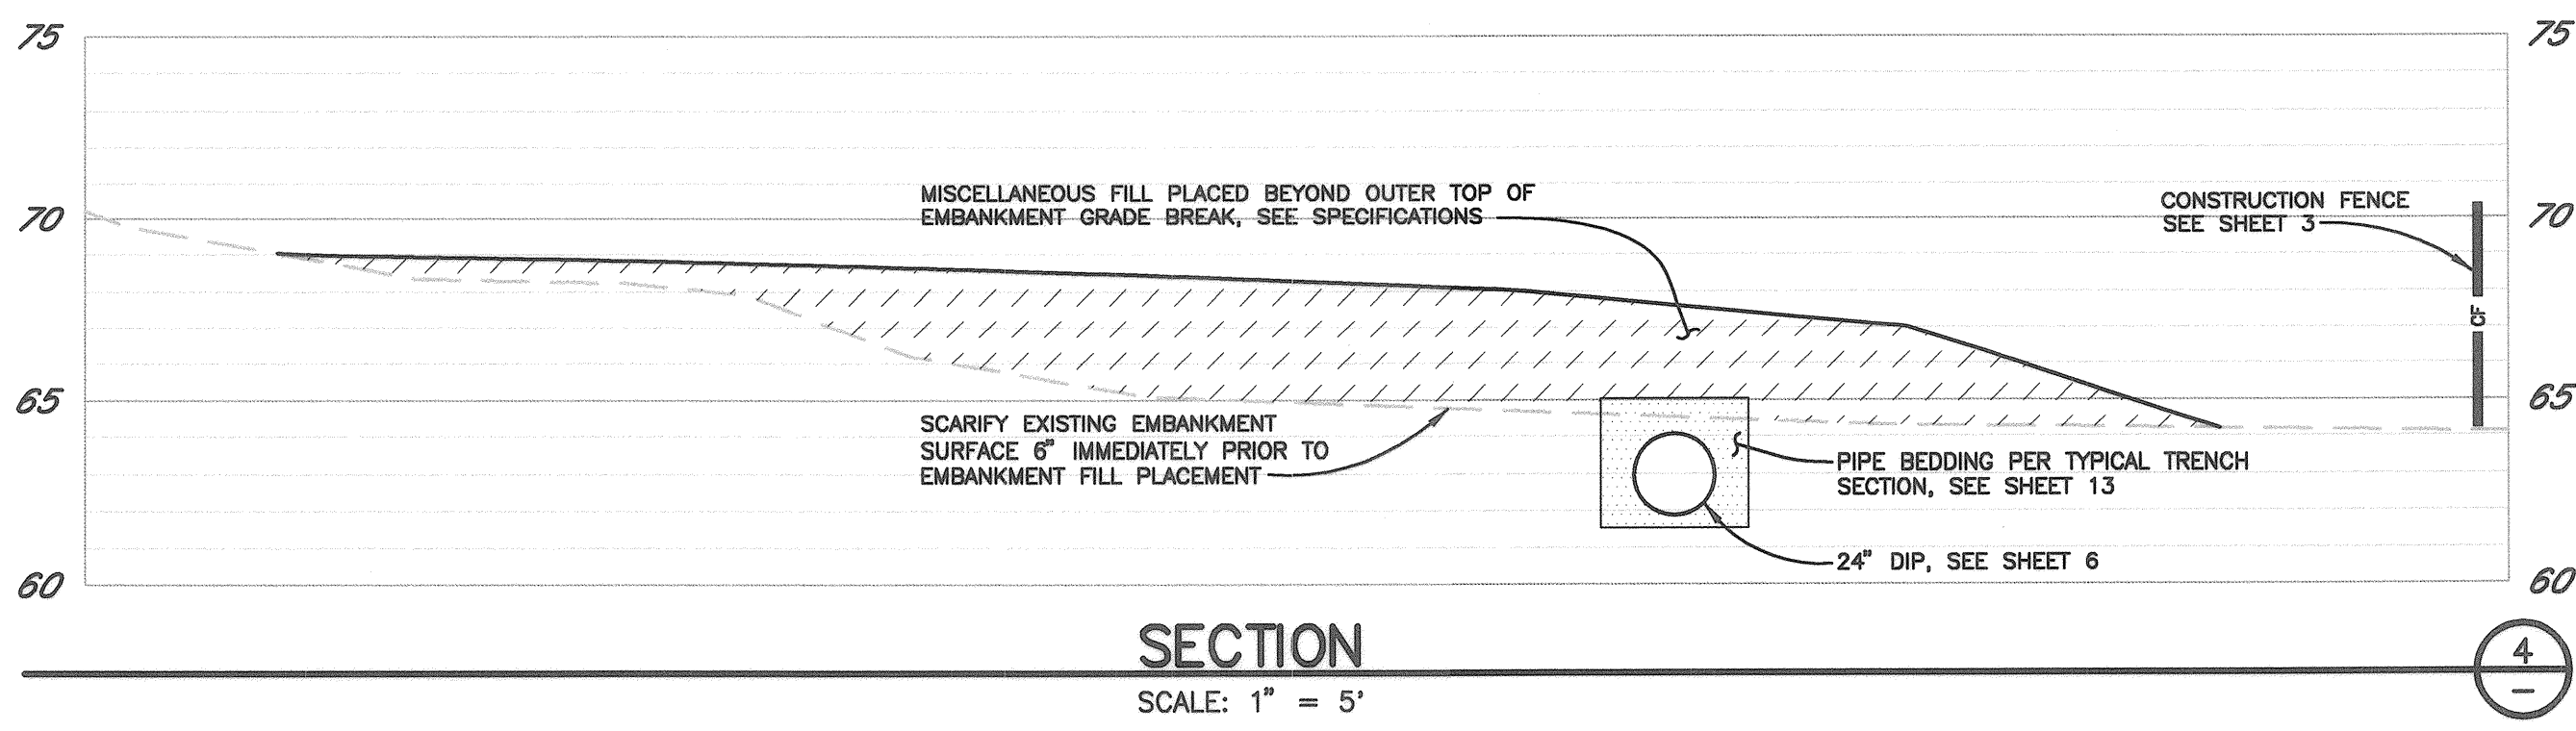 75
75
MISCELLANEOUS FILL PLACED BEYOND OUTER TOP OF
EMBANKMENT GRADE BREAK, SEE SPECIFICATIONS
CONSTRUCTION FENCE
SEE SHEET 3
70
70
CF
65
65
SCARIFY EXISTING EMBANKMENT
SURFACE 6" IMMEDIATELY PRIOR TO
EMBANKMENT FILL PLACEMENT
PIPE BEDDING PER TYPICAL TRENCH
SECTION, SEE SHEET 13
24" DIP, SEE SHEET 6
60
60
SECTION
SCALE: 1" = 5'
4
–